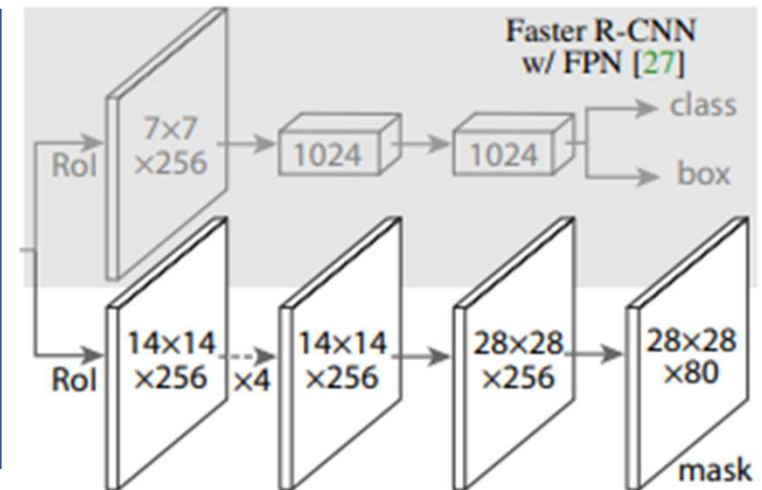 Faster R-CNN
w/ FPN [27]
RoI
7×7
×256
1024
1024
class
box
RoI
14×14
×256
×4
14×14
×256
28×28
×256
28×28
×80
mask